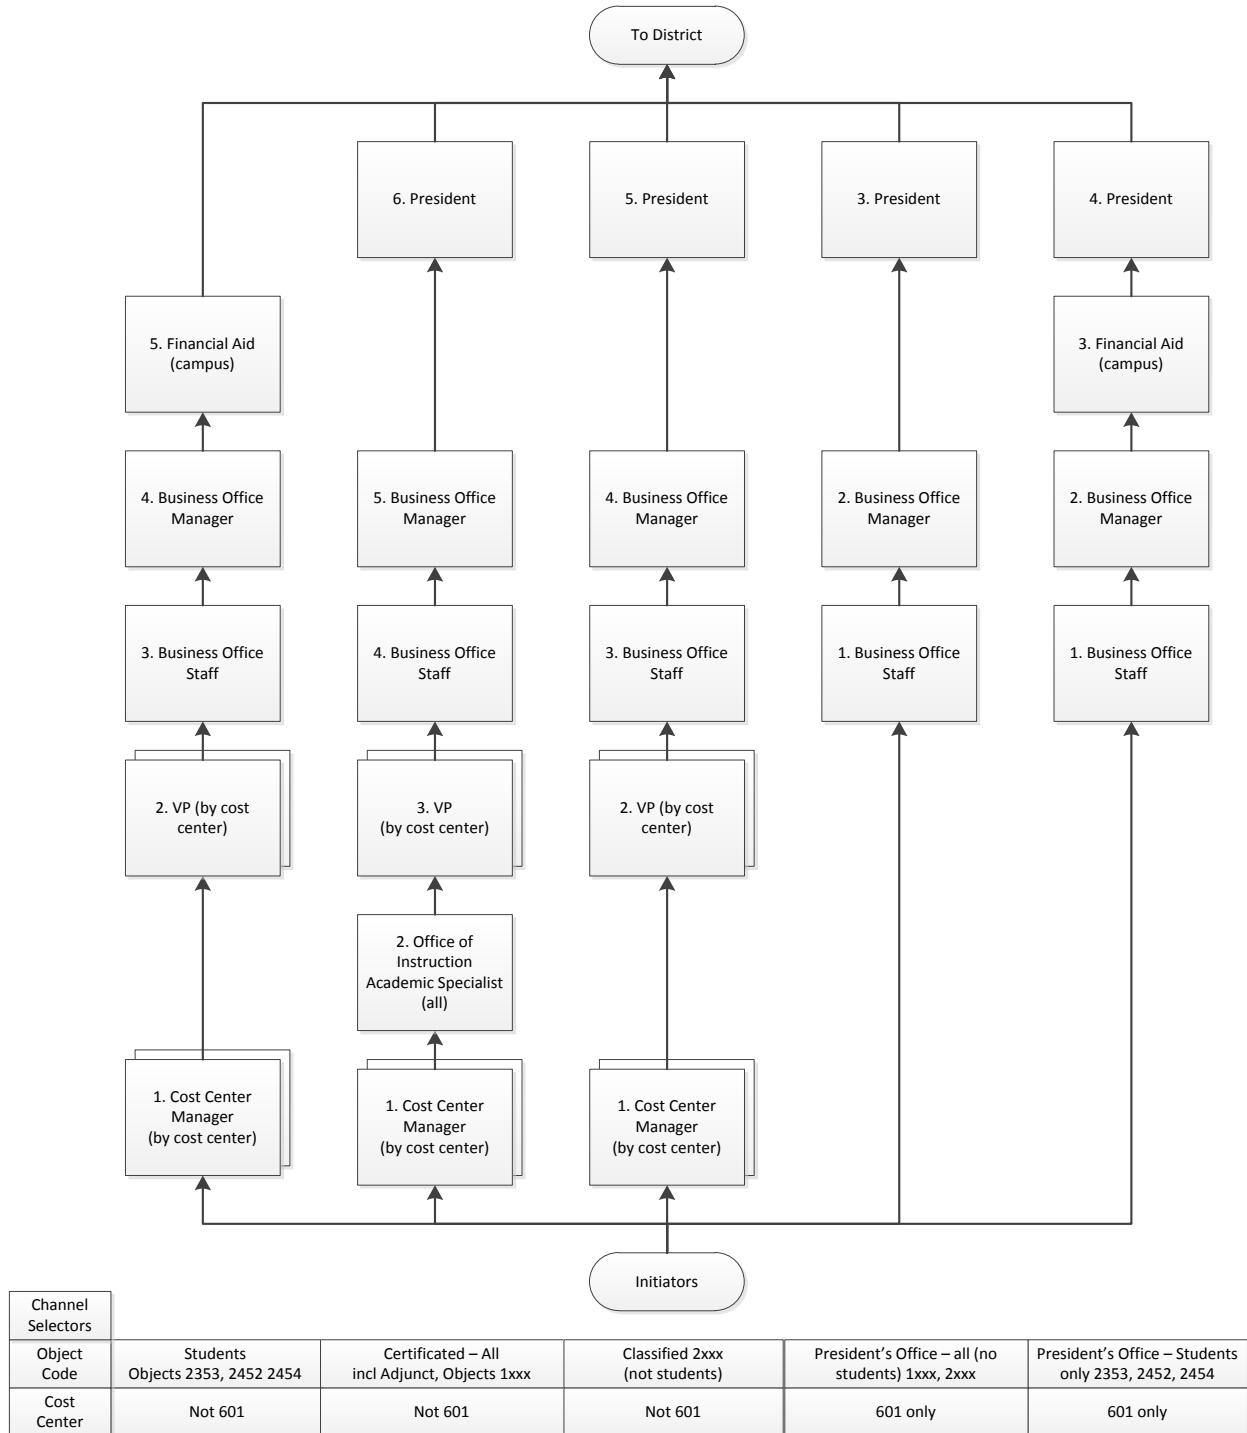 To District
6. President
5. President
3. President
4. President
5. Financial Aid
(campus)
3. Financial Aid
(campus)
4. Business Office
Manager
5. Business Office
Manager
4. Business Office
Manager
2. Business Office
Manager
2. Business Office
Manager
3. Business Office
Staff
4. Business Office
Staff
3. Business Office
Staff
1. Business Office
Staff
1. Business Office
Staff
2. VP (by cost
center)
3. VP
(by cost center)
2. VP (by cost
center)
2. Office of
Instruction
Academic Specialist
(all)
1. Cost Center
Manager
(by cost center)
1. Cost Center
Manager
(by cost center)
1. Cost Center
Manager
(by cost center)
Initiators
Channel
Selectors
Object
Code
Students
Objects 2353, 2452 2454
Certificated – All
incl Adjunct, Objects 1xxx
Classified 2xxx
(not students)
President's Office – all (no
students) 1xxx, 2xxx
President's Office – Students
only 2353, 2452, 2454
Cost
Center
Not 601
Not 601
Not 601
601 only
601 only